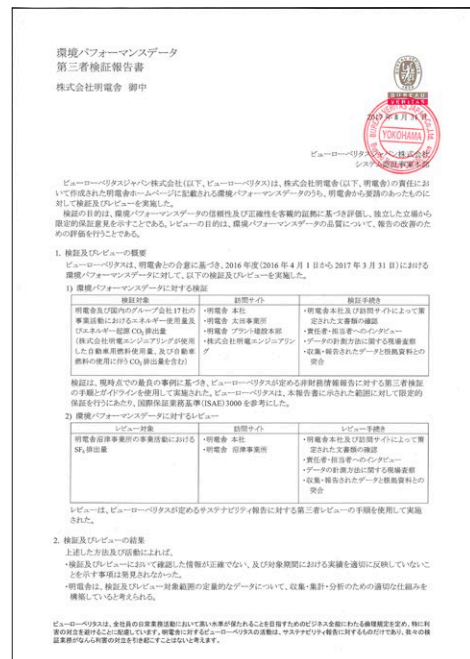 環境パフォーマンスデータ
第三者検証報告書
株式会社明電舎 御中
BUREAU
VERITAS
2017年8月31日
YOKOHAMA
ビューローベリタスジャパン株式会社
システム認証事業本部
ビューローベリタスジャパン株式会社(以下、ビューローベリタス)は、株式会社明電舎(以下、明電舎)の責任にお
いて作成された明電舎ホームページに記載される環境パフォーマンスデータのうち、明電舎から要請のあったものに
対して検証及びレビューを実施した。
検証の目的は、環境パフォーマンスデータの信頼性及び正確性を客観的証拠に基づき評価し、独立した立場から
限定的保証意見を示すことである。レビューの目的は、環境パフォーマンスデータの品質について、報告の改善のた
めの評価を行うことである。
1. 検証及びレビューの概要
ビューローベリタスは、明電舎との合意に基づき、2016年度(2016年4月1日から2017年3月31日)における
環境パフォーマンスデータに対して、以下の検証及びレビューを実施した。
1) 環境パフォーマンスデータに対する検証
検証対象 訪問サイト 検証手続き
明電舎及び国内のグループ会社17社の
事業活動におけるエネルギー使用量及
びエネルギー起源CO₂排出量
(株式会社明電エンジニアリングが使用
した自動車用燃料使用量、及び自動車
燃料の使用に伴うCO₂排出量を含む)
・明電舎 本社
・明電舎 太田事業所
・明電舎 プラント建設本部
・株式会社明電エンジニアリン
グ
・明電舎本社及び訪問サイトによって策
定された文書類の確認
・責任者・担当者へのインタビュー
・データの計測方法に関する現場査察
・収集・報告されたデータと根拠資料との
突合
検証は、現時点での最良の事例に基づき、ビューローベリタスが定める非財務情報報告に対する第三者検証
の手順とガイドラインを使用して実施された。ビューローベリタスは、本報告書に示された範囲に対して限定的
保証を行うにあたり、国際保証業務基準(ISAE)3000を参考にした。
2) 環境パフォーマンスデータに対するレビュー
レビュー対象 訪問サイト レビュー手続き
明電舎沼津事業所の事業活動における
SF₆排出量
・明電舎 本社
・明電舎 沼津事業所
・明電舎本社及び訪問サイトによって策
定された文書類の確認
・責任者・担当者へのインタビュー
・データの計測方法に関する現場査察
・収集・報告されたデータと根拠資料との
突合
レビューは、ビューローベリタスが定めるサステナビリティ報告に対する第三者レビューの手順を使用して実施
された。
2. 検証及びレビューの結果
上述した方法及び活動によれば、
・検証及びレビューにおいて確認した情報が正確でない、及び対象期間における実績を適切に反映していないこ
とを示す事項は発見されなかった。
・明電舎は、検証及びレビュー対象範囲の定量的なデータについて、収集・集計・分析のための適切な仕組みを
構築していると考えられる。
ビューローベリタスは、全社員の日常業務活動において高い水準が保たれることを目指すためのビジネス全般にわたる倫理規定を定め、特に利
害の対立を避けることに配慮しています。明電舎に対するビューローベリタスの活動は、サステナビリティ報告に対するものだけであり、我々の検
証業務がなんら利害の対立を引き起こすことはないと考えます。